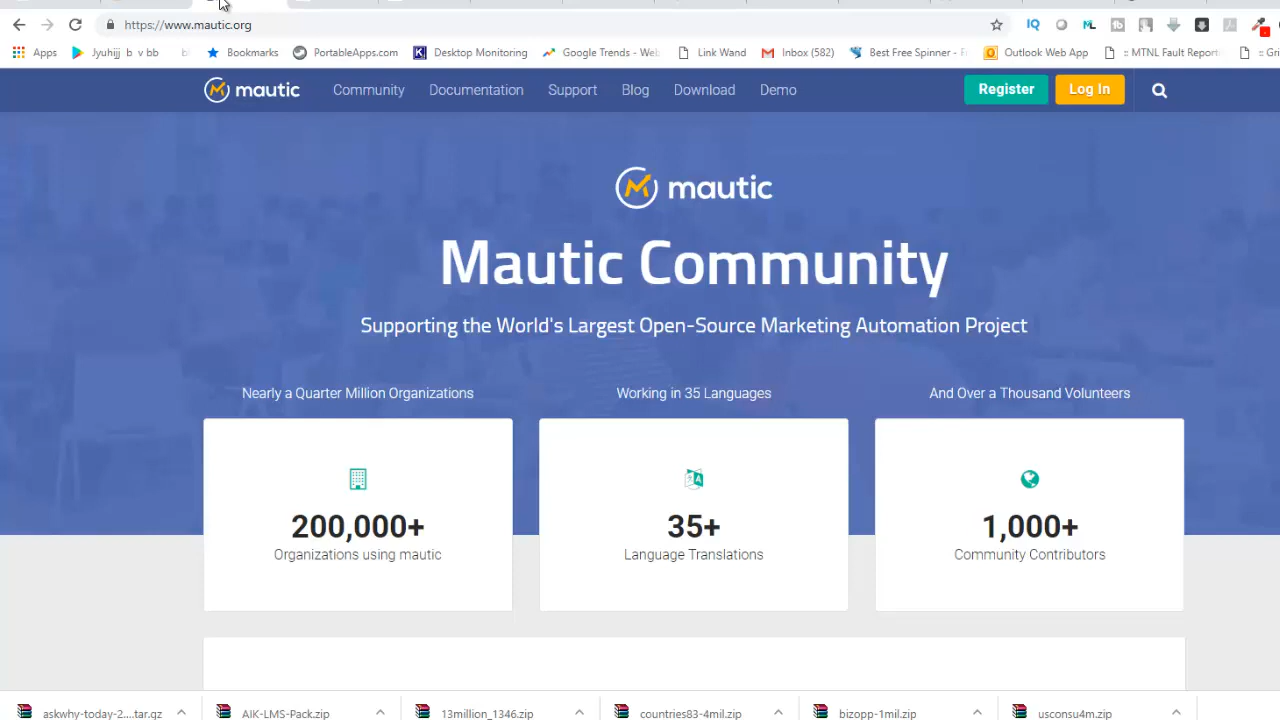 https://www.mautic.org
Apps Jyuhijj b v bb Bookmarks PortableApps.com Desktop Monitoring Google Trends - Web Link Wand Inbox (582) Best Free Spinner - F Outlook Web App :: MTNL Fault Report :: Gri
mautic Community Documentation Support Blog Download Demo Register Log In
mautic
Mautic Community
Supporting the World's Largest Open-Source Marketing Automation Project
Nearly a Quarter Million Organizations
Working in 35 Languages
And Over a Thousand Volunteers
200,000+
Organizations using mautic
35+
Language Translations
1,000+
Community Contributors
askwhy-today-2....tar.gz AIK-LMS-Pack.zip 13million_1346.zip countries83-4mil.zip bizopp-1mil.zip usconsu4m.zip